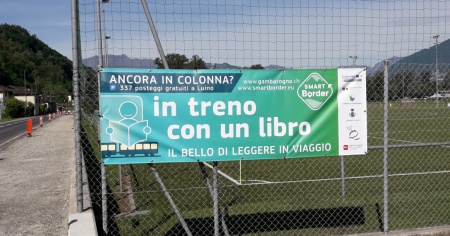 ANCORA IN COLONNA?
P 337 posteggi gratuiti a Luino
www.gambarogno.ch
www.smartborder.eu
SMART
Border
in treno
con un libro
IL BELLO DI LEGGERE IN VIAGGIO